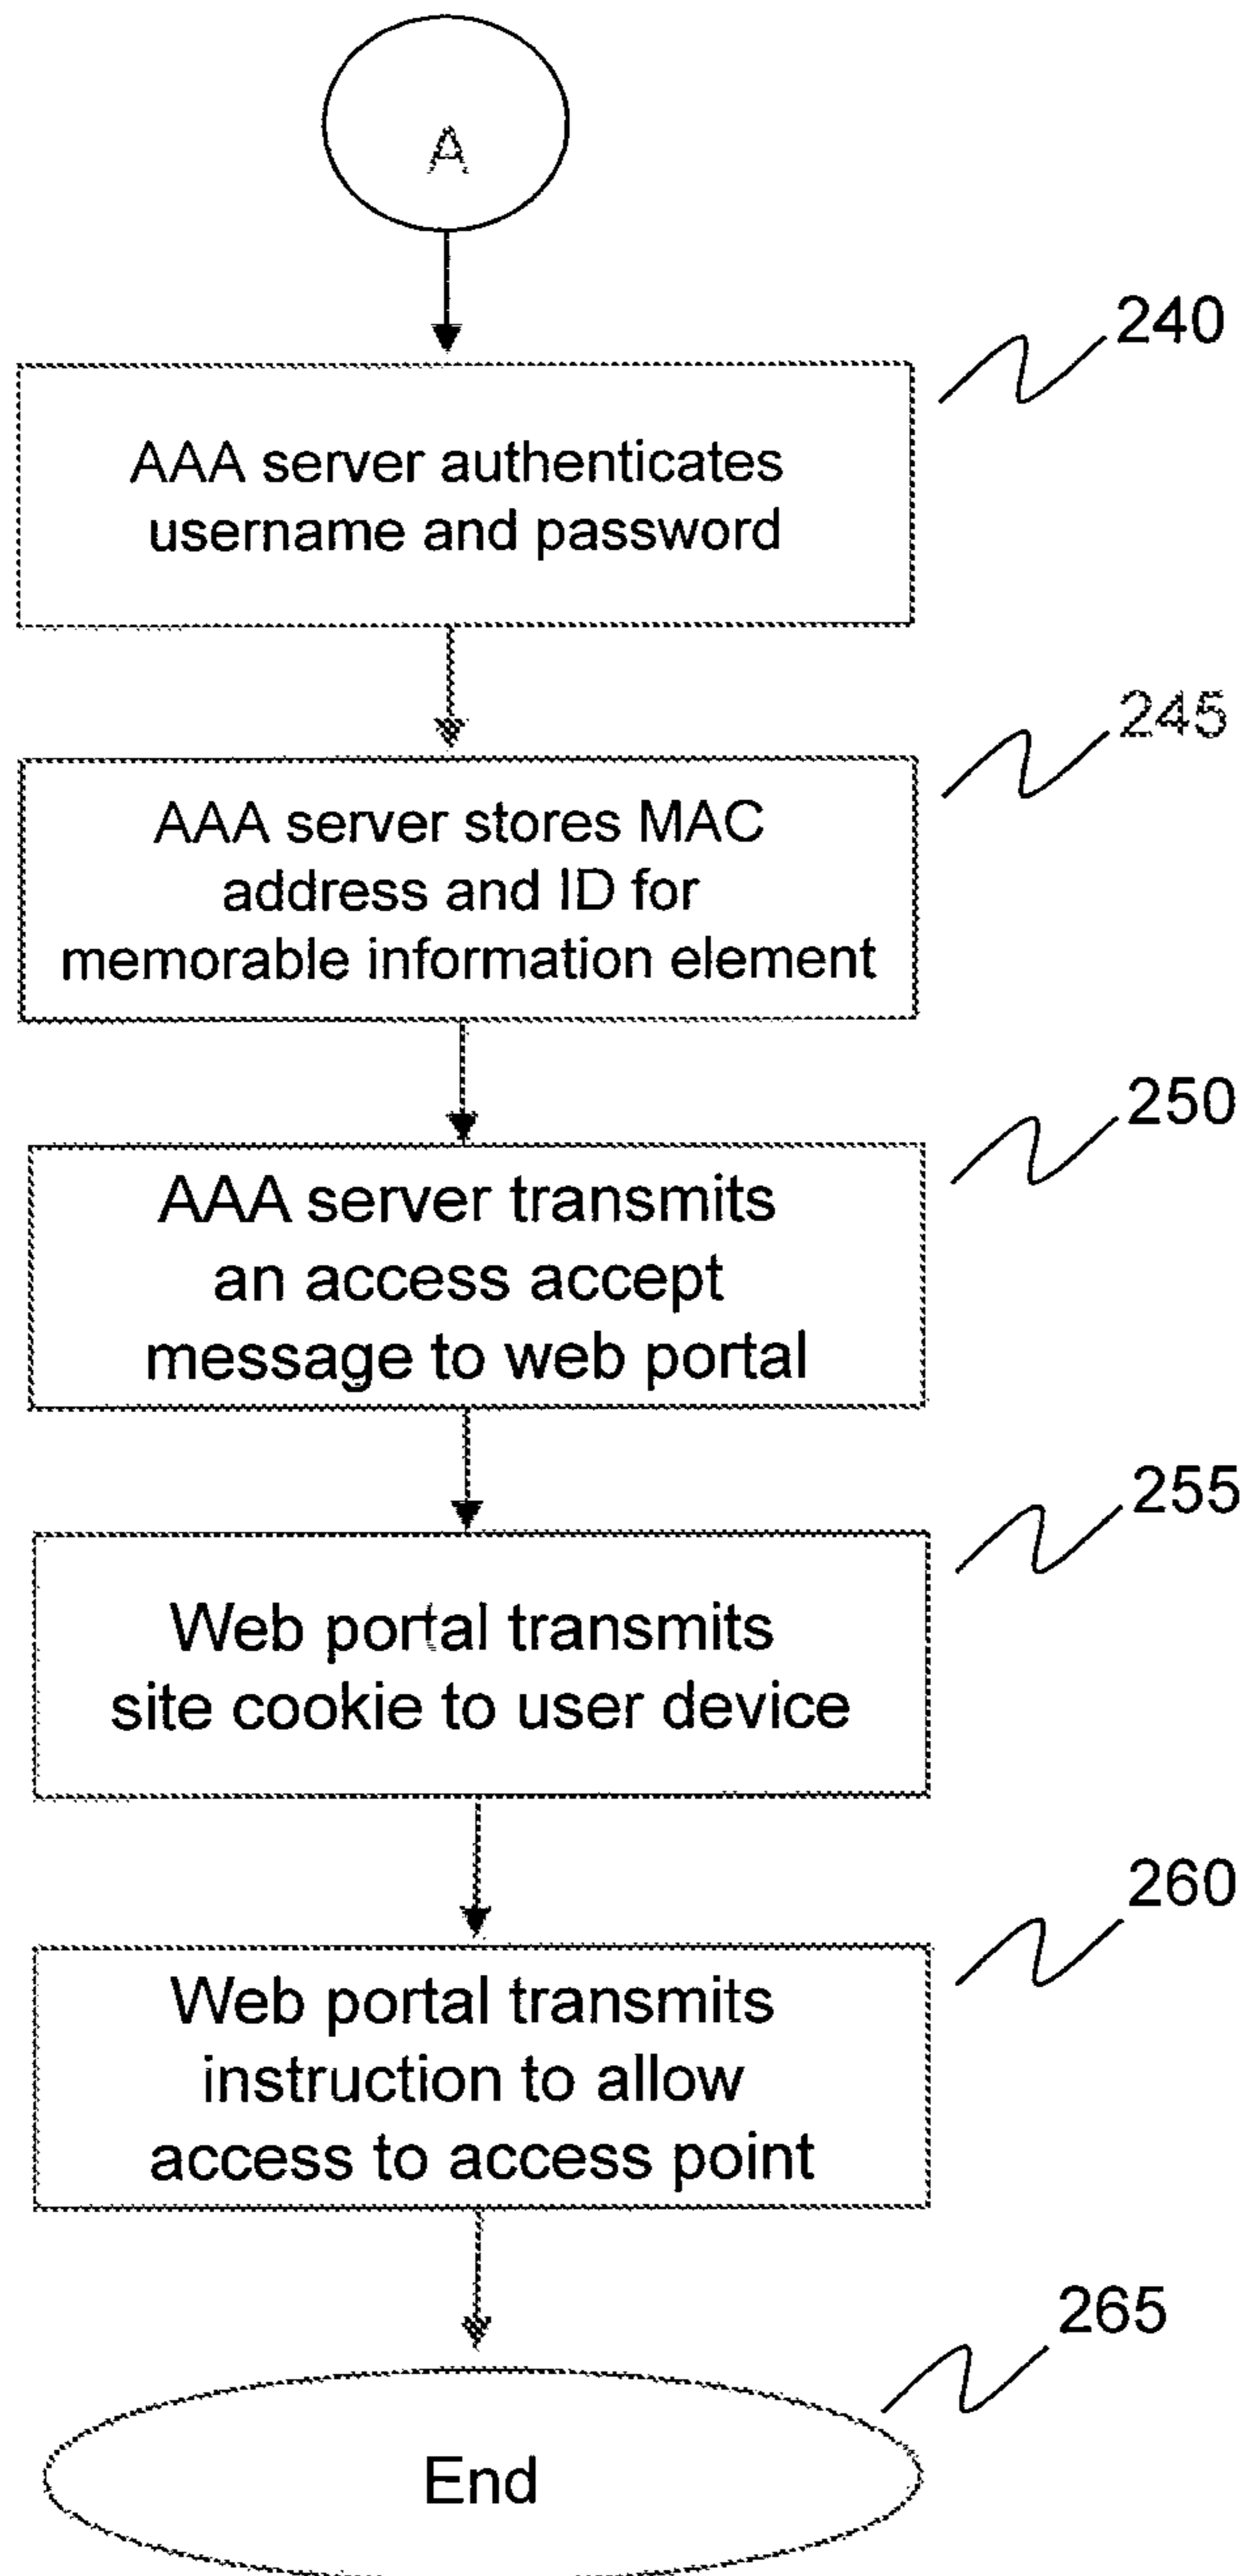 A
240
AAA server authenticates
username and password
245
AAA server stores MAC
address and ID for
memorable information element
250
AAA server transmits
an access accept
message to web portal
255
Web portal transmits
site cookie to user device
260
Web portal transmits
instruction to allow
access to access point
265
End